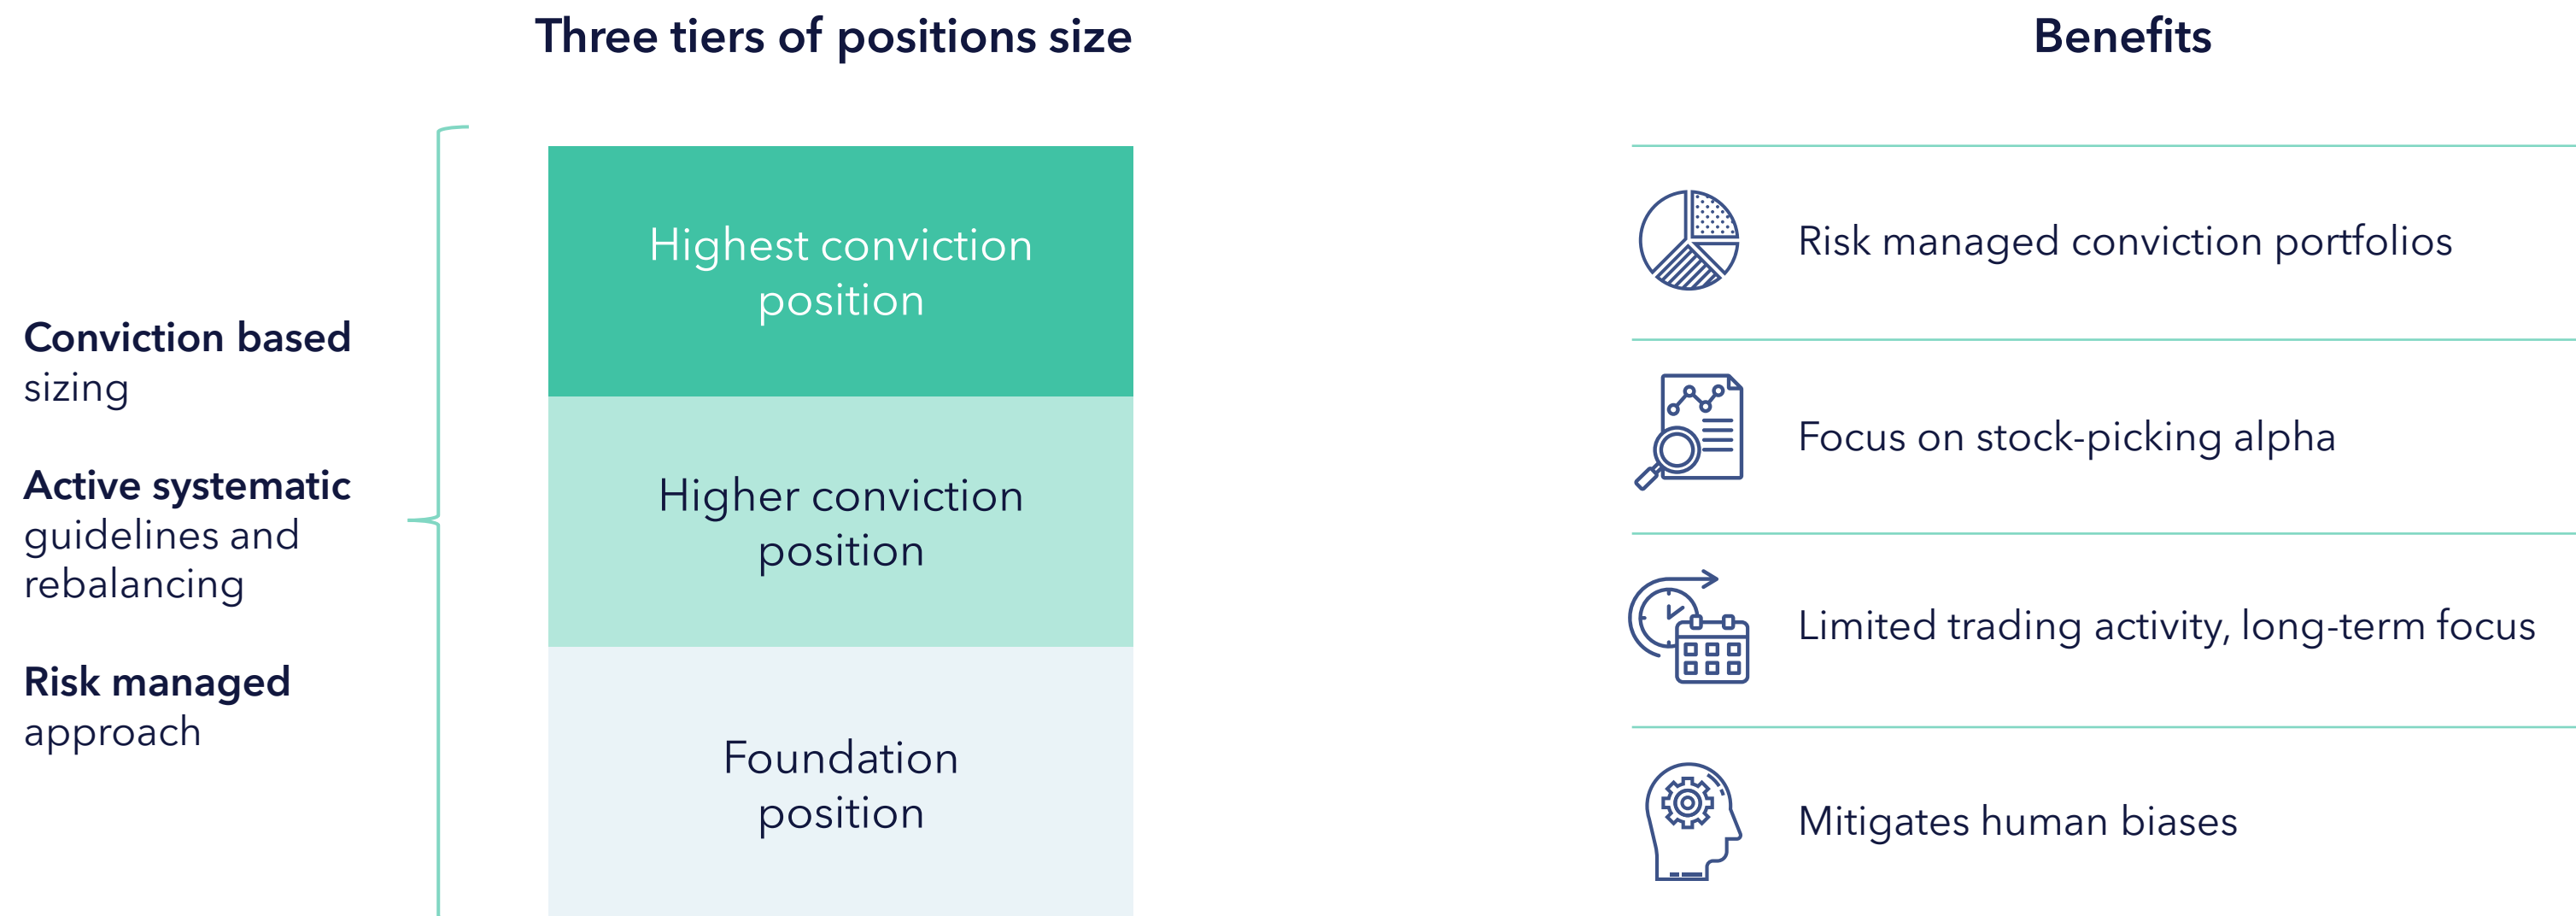 Three tiers of positions size
Benefits
Conviction based
sizing
Active systematic
guidelines and
rebalancing
Risk managed
approach
Highest conviction
position
Higher conviction
position
Foundation
position
Risk managed conviction portfolios
Focus on stock-picking alpha
Limited trading activity, long-term focus
Mitigates human biases